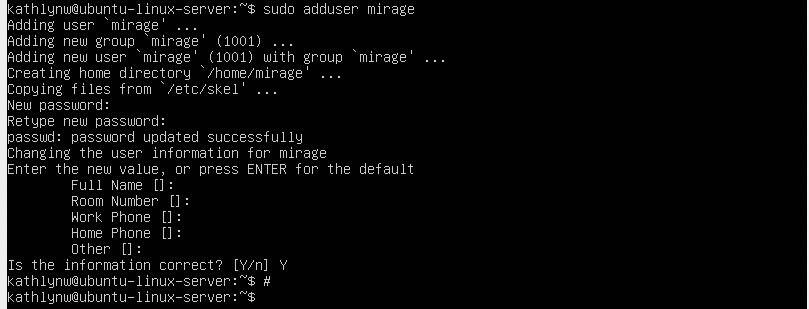 kathlynw@ubuntu-linux-server:~$ sudo adduser mirage
Adding user `mirage' ...
Adding new group `mirage' (1001) ...
Adding new user `mirage' (1001) with group `mirage' ...
Creating home directory `/home/mirage' ...
Copying files from `/etc/skel' ...
New password:
Retype new password:
passwd: password updated successfully
Changing the user information for mirage
Enter the new value, or press ENTER for the default
Full Name []:
Room Number []:
Work Phone []:
Home Phone []:
Other []:
Is the information correct? [Y/n] Y
kathlynw@ubuntu-linux-server:~$ #
kathlynw@ubuntu-linux-server:~$